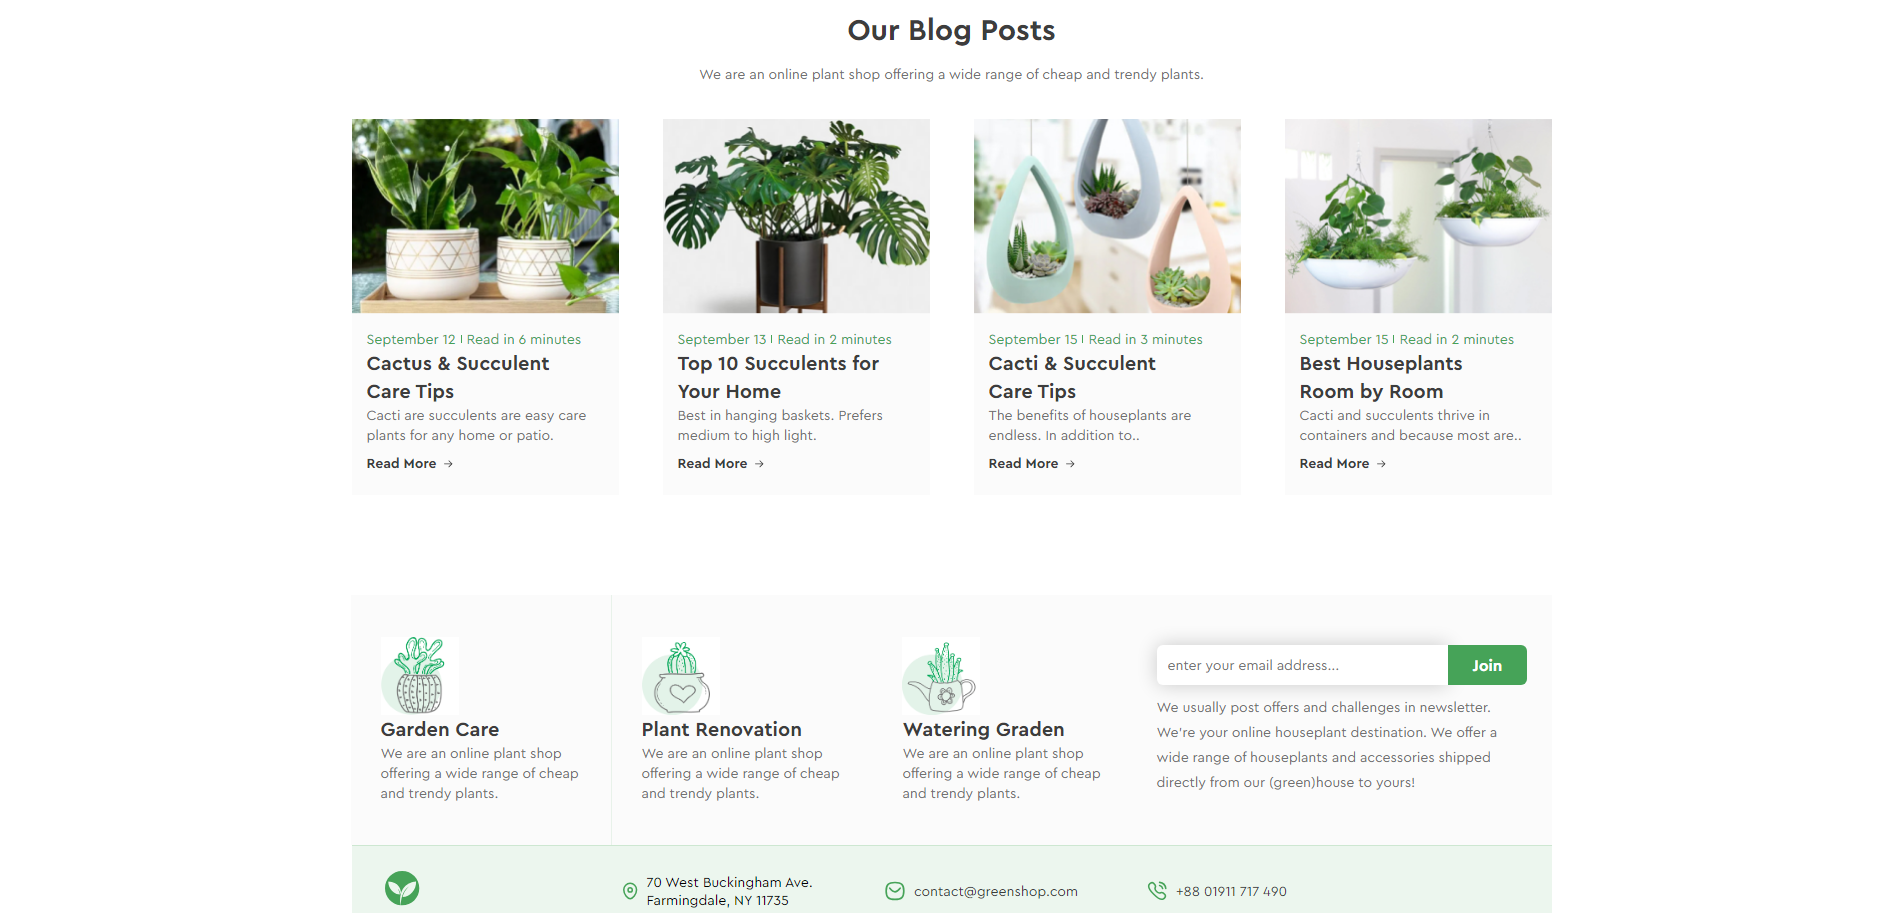 Our Blog Posts
We are an online plant shop offering a wide range of cheap and trendy plants.
September 12 | Read in 6 minutes
Cactus & Succulent
Care Tips
Cacti are succulents are easy care
plants for any home or patio.
Read More →
September 13 | Read in 2 minutes
Top 10 Succulents for
Your Home
Best in hanging baskets. Prefers
medium to high light.
Read More →
September 15 | Read in 3 minutes
Cacti & Succulent
Care Tips
The benefits of houseplants are
endless. In addition to..
Read More →
September 15 | Read in 2 minutes
Best Houseplants
Room by Room
Cacti and succulents thrive in
containers and because most are..
Read More →
Garden Care
We are an online plant shop
offering a wide range of cheap
and trendy plants.
Plant Renovation
We are an online plant shop
offering a wide range of cheap
and trendy plants.
Watering Graden
We are an online plant shop
offering a wide range of cheap
and trendy plants.
enter your email address...
Join
We usually post offers and challenges in newsletter.
We're your online houseplant destination. We offer a
wide range of houseplants and accessories shipped
directly from our (green)house to yours!
70 West Buckingham Ave.
Farmingdale, NY 11735
contact@greenshop.com
+88 01911 717 490